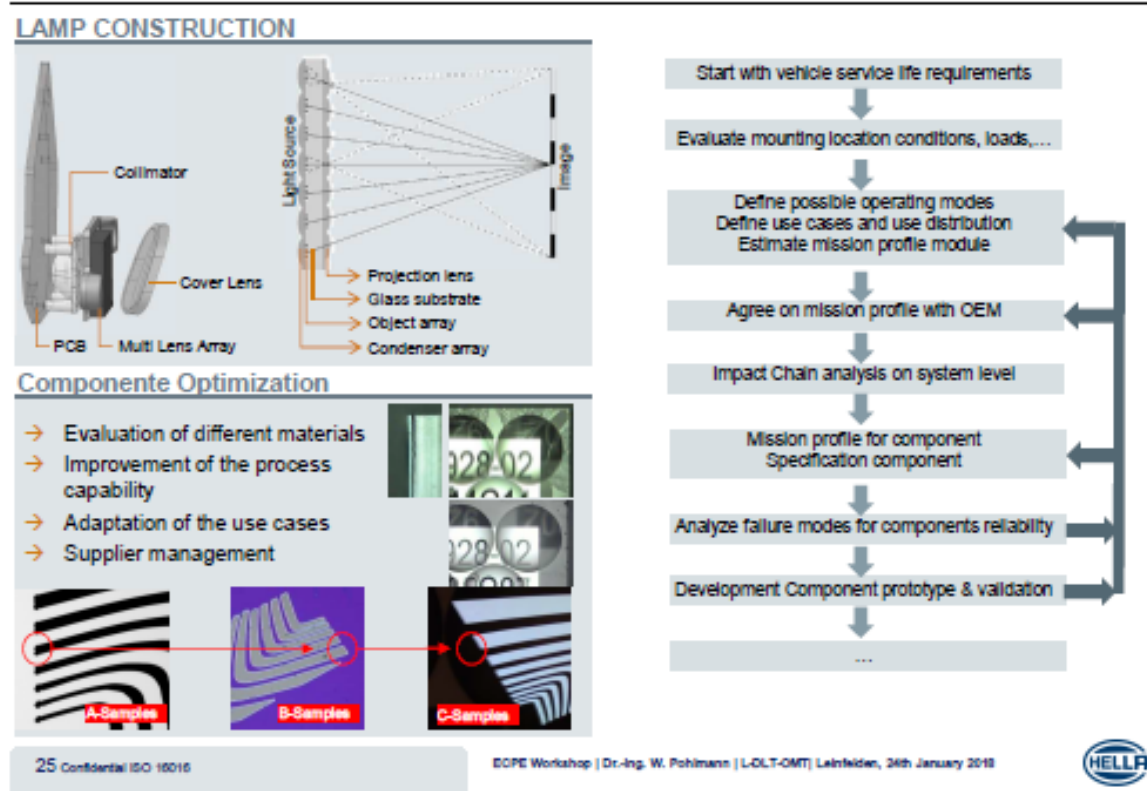 LAMP CONSTRUCTION
Collimator
Cover Lens
PCB
Multi Lens Array
Light Source
Image
Projection lens
Glass substrate
Object array
Condenser array
Componente Optimization
→ Evaluation of different materials
→ Improvement of the process
capability
→ Adaptation of the use cases
→ Supplier management
928-02
928-02
A-Samples
B-Samples
C-Samples
Start with vehicle service life requirements
Evaluate mounting location conditions, loads,...
Define possible operating modes
Define use cases and use distribution
Estimate mission profile module
Agree on mission profile with OEM
Impact Chain analysis on system level
Mission profile for component
Specification component
Analyze failure modes for components reliability
Development Component prototype & validation
...
25 Confidential ISO 16016
ECPE Workshop | Dr.-Ing. W. Pohlmann | L-DLT-OMT| Leinfelden, 24th January 2018
HELLA